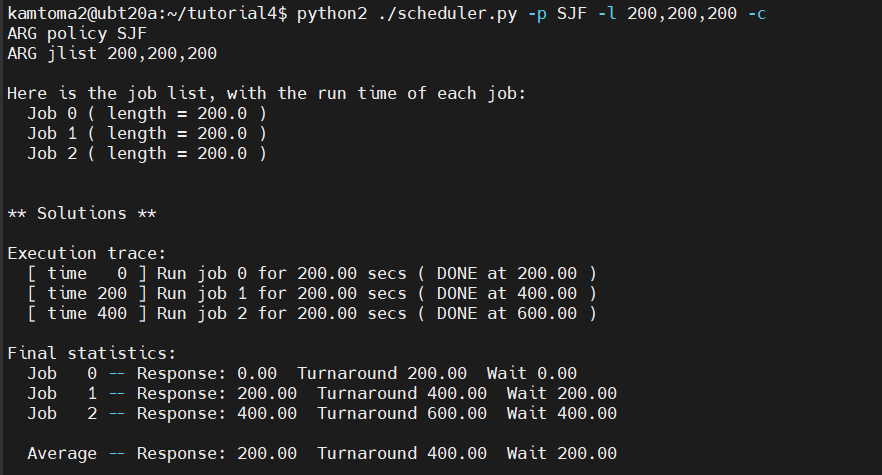 kamtoma2@ubt20a:~/tutorial4$ python2 ./scheduler.py -p SJF -l 200,200,200 -c
ARG policy SJF
ARG jlist 200,200,200
Here is the job list, with the run time of each job:
Job 0 ( length = 200.0 )
Job 1 ( length = 200.0 )
Job 2 ( length = 200.0 )
** Solutions **
Execution trace:
[ time   0 ] Run job 0 for 200.00 secs ( DONE at 200.00 )
[ time 200 ] Run job 1 for 200.00 secs ( DONE at 400.00 )
[ time 400 ] Run job 2 for 200.00 secs ( DONE at 600.00 )
Final statistics:
Job   0 -- Response: 0.00  Turnaround 200.00  Wait 0.00
Job   1 -- Response: 200.00  Turnaround 400.00  Wait 200.00
Job   2 -- Response: 400.00  Turnaround 600.00  Wait 400.00
Average -- Response: 200.00  Turnaround 400.00  Wait 200.00